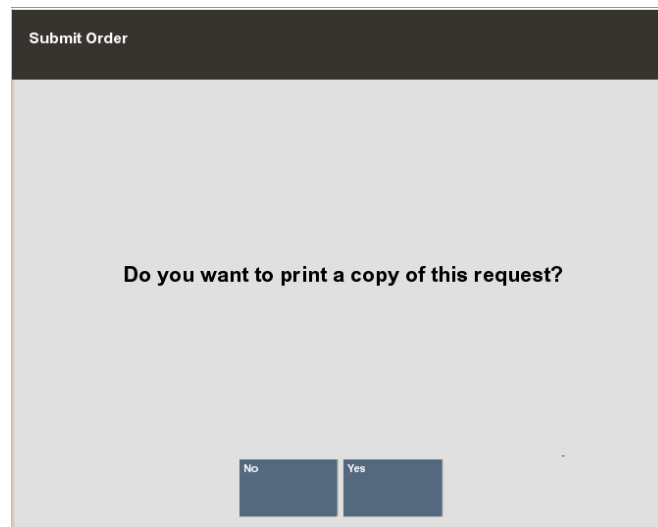 Submit Order
Do you want to print a copy of this request?
No
Yes